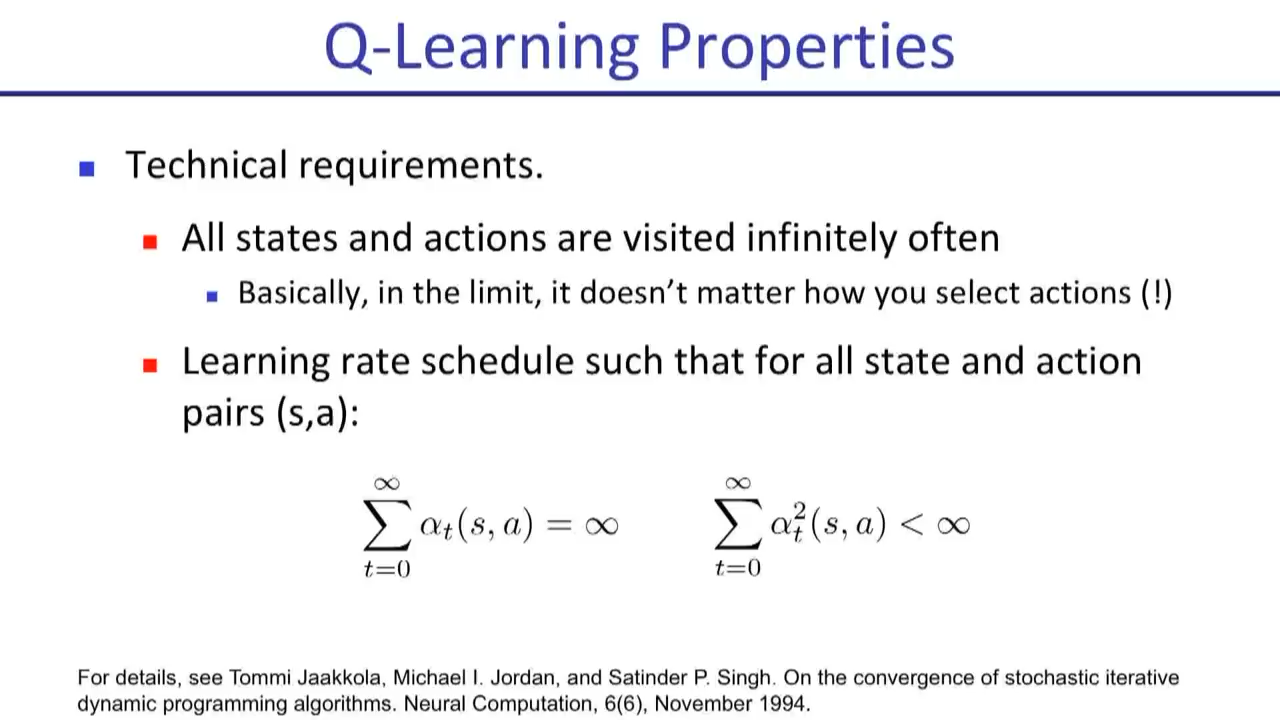 Q-Learning Properties
Technical requirements.
All states and actions are visited infinitely often
Basically, in the limit, it doesn’t matter how you select actions (!)
Learning rate schedule such that for all state and action
pairs (s,a):
∑_{t=0}^{∞} α_t(s, a) = ∞    ∑_{t=0}^{∞} α_t^2(s, a) < ∞
For details, see Tommi Jaakkola, Michael I. Jordan, and Satinder P. Singh. On the convergence of stochastic iterative
dynamic programming algorithms. Neural Computation, 6(6), November 1994.